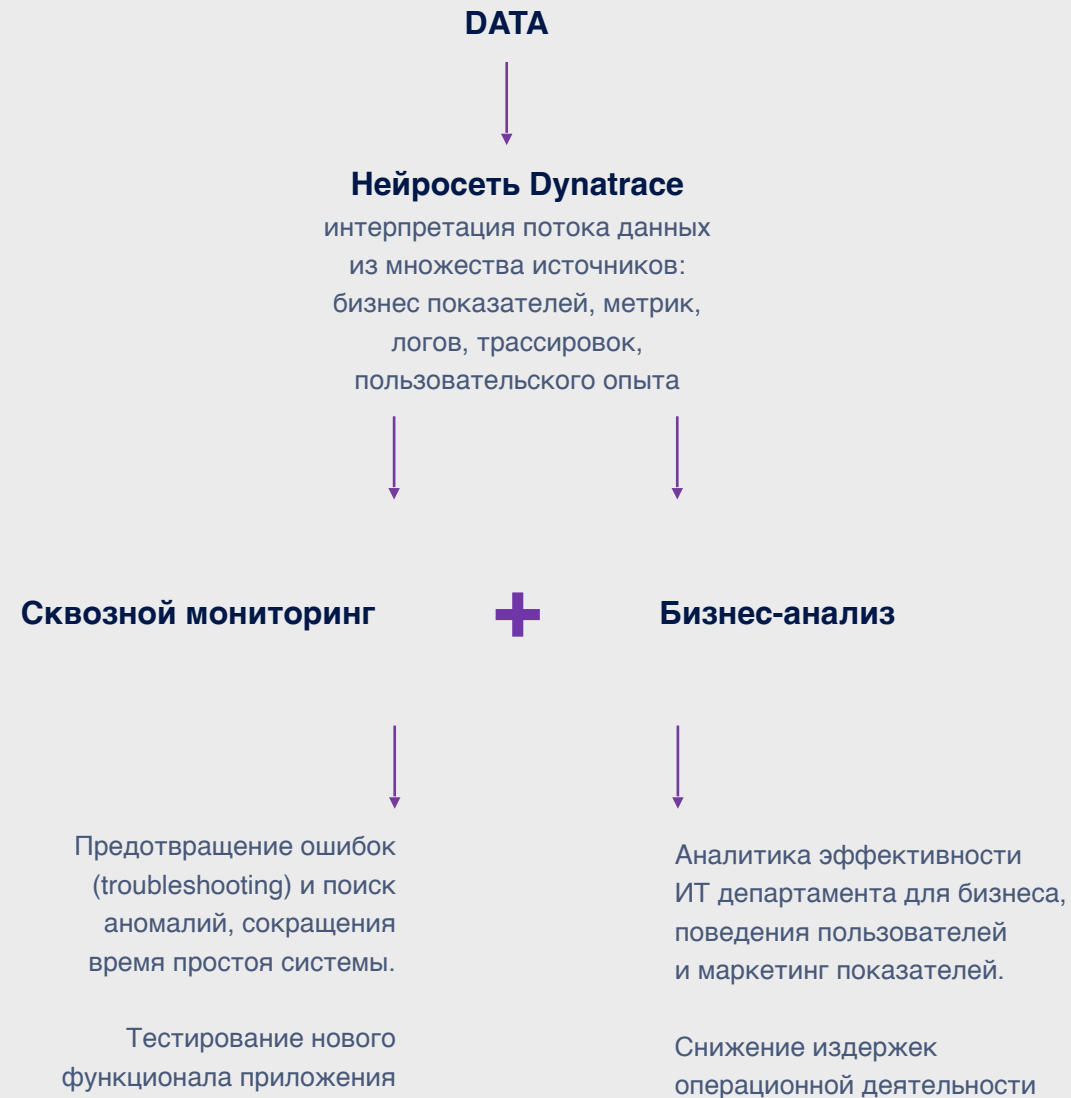 DATA
Нейросеть Dynatrace
интерпретация потока данных
из множества источников:
бизнес показателей, метрик,
логов, трассировок,
пользовательского опыта
Сквозной мониторинг
+
Бизнес-анализ
Предотвращение ошибок
(troubleshooting) и поиск
аномалий, сокращения
время простоя системы.
Тестирование нового
функционала приложения
Аналитика эффективности
ИТ департамента для бизнеса,
поведения пользователей
и маркетинг показателей.
Снижение издержек
операционной деятельности